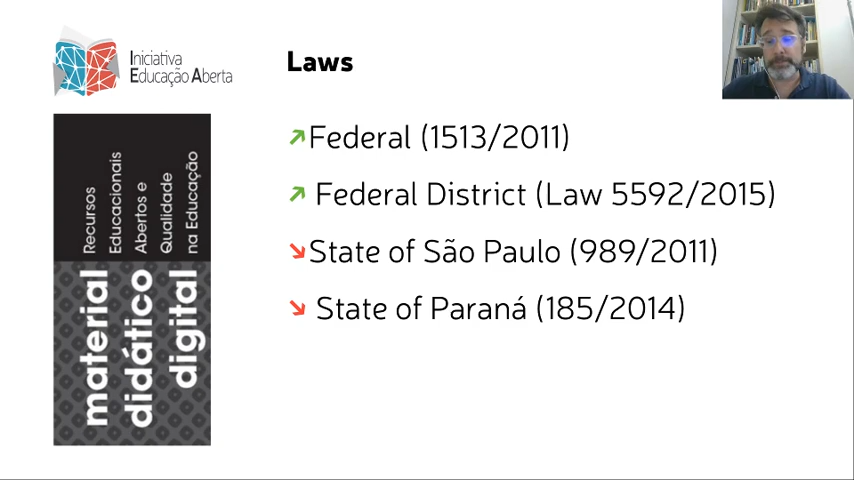 Iniciativa
Educação Aberta
Laws
Federal (1513/2011)
Federal District (Law 5592/2015)
State of São Paulo (989/2011)
State of Paraná (185/2014)
Recursos
Educacionais
Abertos e
Qualidade
na Educação
material
didático
digital